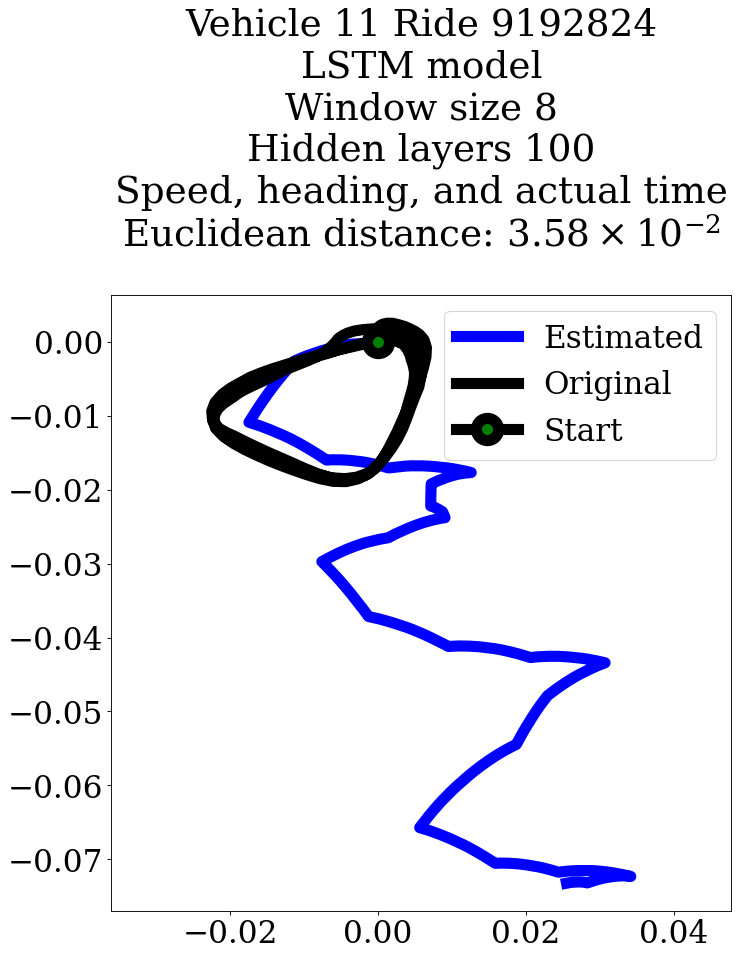 Vehicle 11 Ride 9192824
LSTM model
Window size 8
Hidden layers 100
Speed, heading, and actual time
Euclidean distance: 3.58 × 10⁻²
Estimated
Original
Start
0.00
−0.01
−0.02
−0.03
−0.04
−0.05
−0.06
−0.07
−0.02 0.00 0.02 0.04